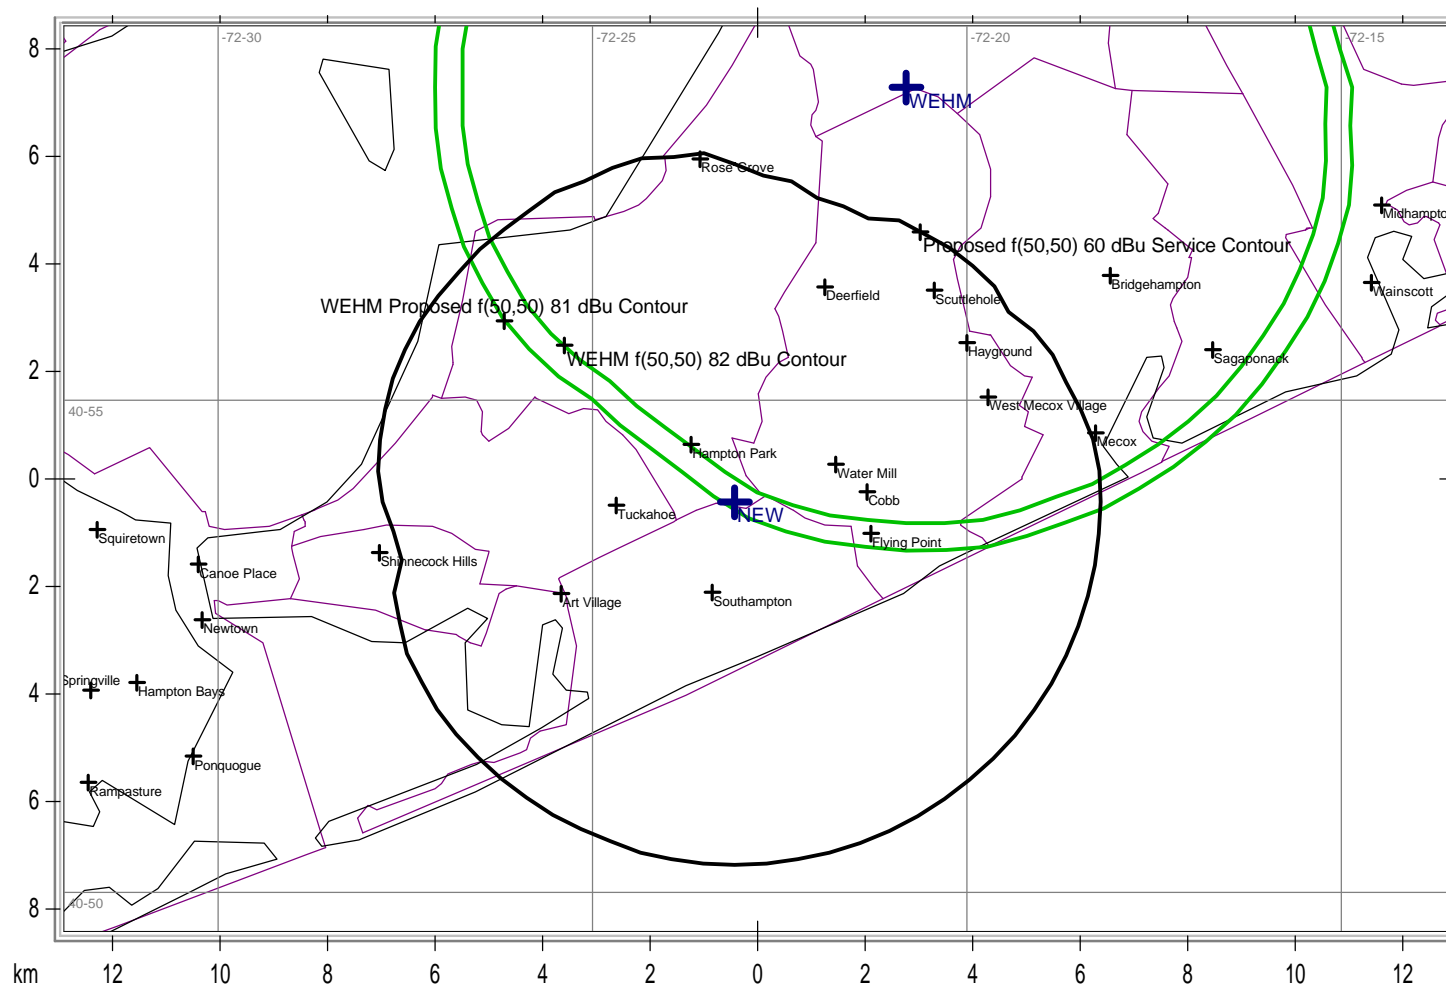 8
-72-30
-72-25
-72-20
-72-15
WEHM
6
Rose Grove
Midhampto
4
Proposed f(50,50) 60 dBu Service Contour
Bridgehampton
Deerfield
Scuttlehole
Wainscott
WEHM Proposed f(50,50) 81 dBu Contour
2
WEHM f(50,50) 82 dBu Contour
Hayground
Sagaponack
40-55
West Mecox Village
Mecox
Hampton Park
0
Water Mill
Cobb
Tuckahoe
NEW
Squiretown
Flying Point
Shinnecock Hills
Canoe Place
2
Art Village
Southampton
Newtown
4
Springville
Hampton Bays
Ponquogue
6
Rampasture
8
40-50
km 12 10 8 6 4 2 0 2 4 6 8 10 12